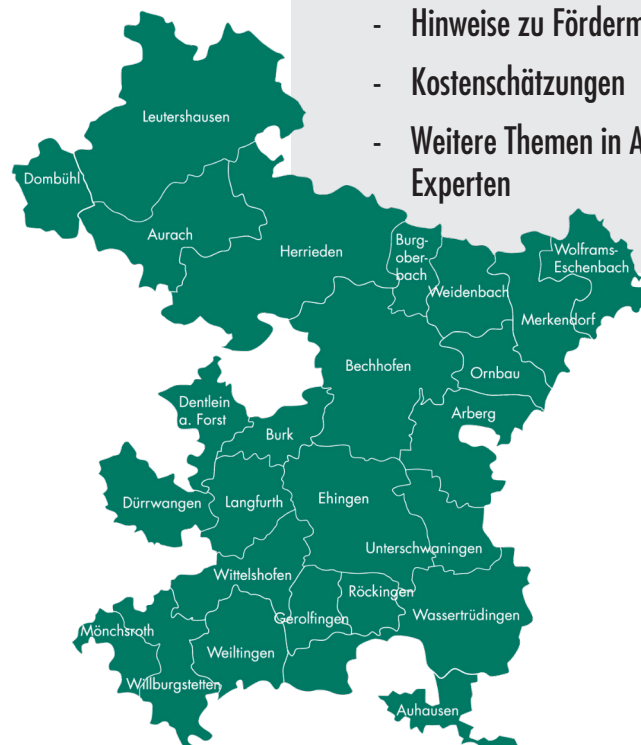 - Hinweise zu Förderm
- Kostenschätzungen
- Weitere Themen in A
Experten
Leutershausen
Dombühl
Aurach
Herrieden
Burg-
ober-
bach
Weidenbach
Wolframs-
Eschenbach
Merkendorf
Bechhofen
Ornbau
Arberg
Dentlein
a. Forst
Burk
Dürrwangen
Langfurth
Ehingen
Unterschwaningen
Wittelshofen
Röckingen
Gerolfingen
Wassertrüdingen
Mönchsroth
Weiltingen
Willburgstetten
Auhausen